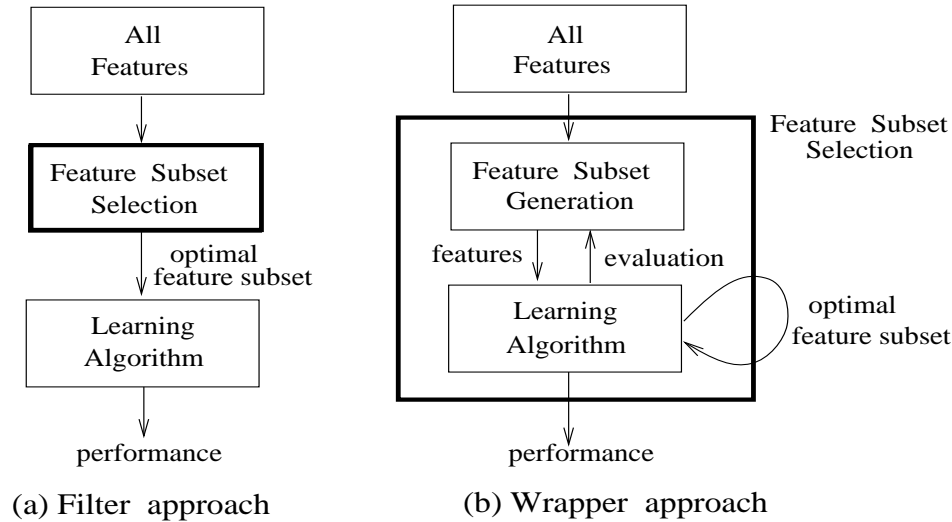 All
Features
Feature Subset
Selection
optimal
feature subset
Learning
Algorithm
performance
(a) Filter approach
All
Features
Feature Subset
Selection
Feature Subset
Generation
features
evaluation
Learning
Algorithm
optimal
feature subset
performance
(b) Wrapper approach